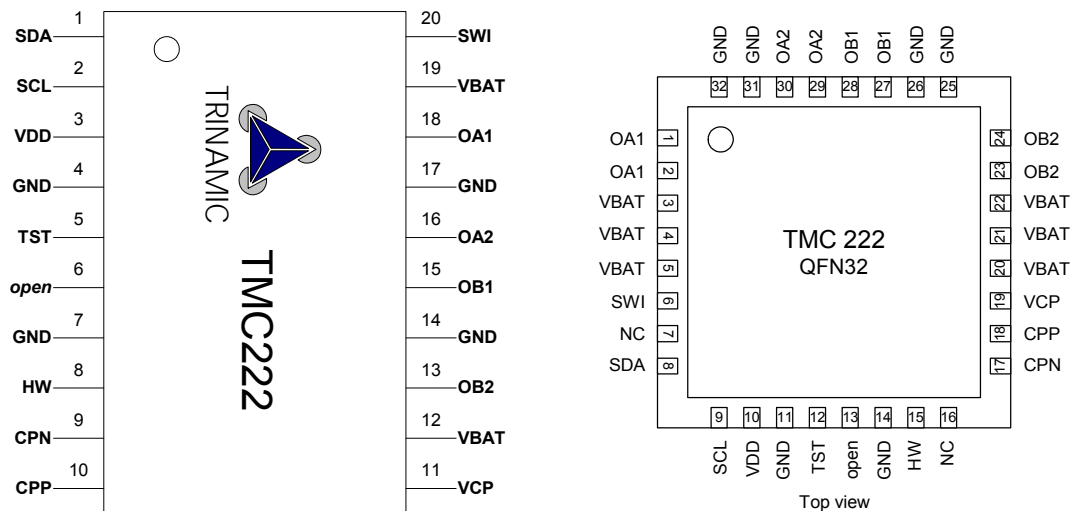 1
SDA
2
SCL
3
VDD
4
GND
5
TST
6
open
7
GND
8
HW
9
CPN
10
CPP
TRINAMIC
TMC222
20
SWI
19
VBAT
18
OA1
17
GND
16
OA2
15
OB1
14
GND
13
OB2
12
VBAT
11
VCP
GND GND OA2 OA2 OB1 OB1 GND GND
32 31 30 29 28 27 26 25
OA1 1
OA1 2
VBAT 3
VBAT 4
VBAT 5
SWI 6
NC 7
SDA 8
TMC 222
QFN32
24 OB2
23 OB2
22 VBAT
21 VBAT
20 VBAT
19 VCP
18 CPP
17 CPN
9 10 11 12 13 14 15 16
SCL VDD GND TST open GND HW NC
Top view